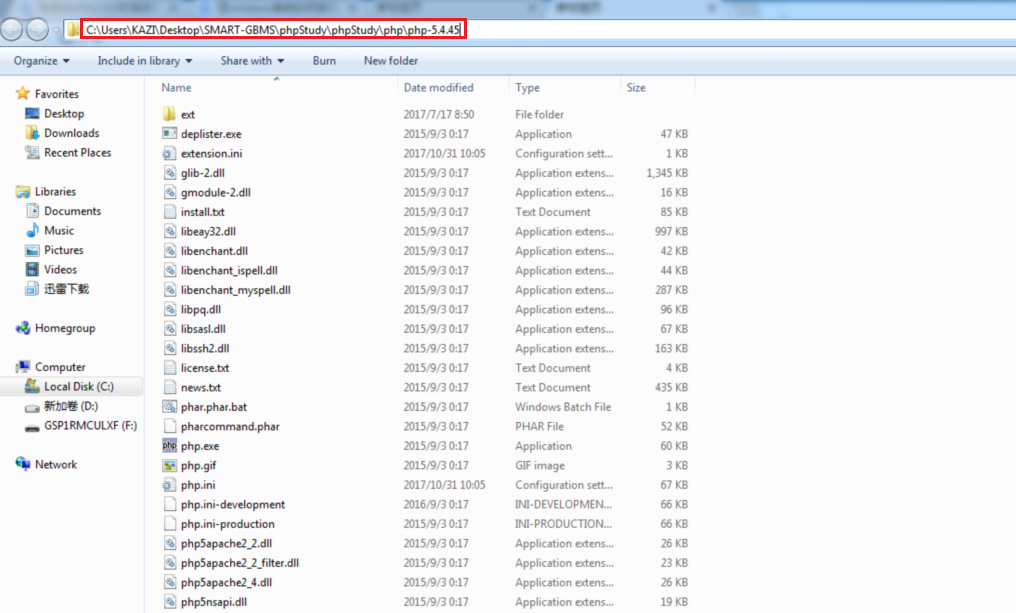 C:\Users\KAZI\Desktop\SMART-GBMS\phpStudy\phpStudy\php\php-5.4.45
Organize Include in library Share with Burn New folder
Favorites
Desktop
Downloads
Recent Places
Libraries
Documents
Music
Pictures
Videos
迅雷下载
Homegroup
Computer
Local Disk (C:)
新加卷 (D:)
GSP1RMCULXF (F:)
Network
Name Date modified Type Size
ext 2017/7/17 8:50 File folder
deplister.exe 2015/9/3 0:17 Application 47 KB
extension.ini 2017/10/31 10:05 Configuration sett... 1 KB
glib-2.dll 2015/9/3 0:17 Application extens... 1,345 KB
gmodule-2.dll 2015/9/3 0:17 Application extens... 16 KB
install.txt 2015/9/3 0:17 Text Document 85 KB
libeay32.dll 2015/9/3 0:17 Application extens... 997 KB
libenchant.dll 2015/9/3 0:17 Application extens... 42 KB
libenchant_ispell.dll 2015/9/3 0:17 Application extens... 44 KB
libenchant_myspell.dll 2015/9/3 0:17 Application extens... 287 KB
libpq.dll 2015/9/3 0:17 Application extens... 96 KB
libsasl.dll 2015/9/3 0:17 Application extens... 67 KB
libssh2.dll 2015/9/3 0:17 Application extens... 163 KB
license.txt 2015/9/3 0:17 Text Document 4 KB
news.txt 2015/9/3 0:17 Text Document 435 KB
phar.phar.bat 2015/9/3 0:17 Windows Batch File 1 KB
pharcommand.phar 2015/9/3 0:17 PHAR File 52 KB
php php.exe 2015/9/3 0:17 Application 60 KB
php.gif 2015/9/3 0:17 GIF image 3 KB
php.ini 2017/10/31 10:05 Configuration sett... 67 KB
php.ini-development 2016/9/3 0:17 INI-DEVELOPMEN... 66 KB
php.ini-production 2015/9/3 0:17 INI-PRODUCTION... 66 KB
php5apache2_2.dll 2015/9/3 0:17 Application extens... 26 KB
php5apache2_2_filter.dll 2015/9/3 0:17 Application extens... 23 KB
php5apache2_4.dll 2015/9/3 0:17 Application extens... 26 KB
php5nsapi.dll 2015/9/3 0:17 Application extens... 19 KB